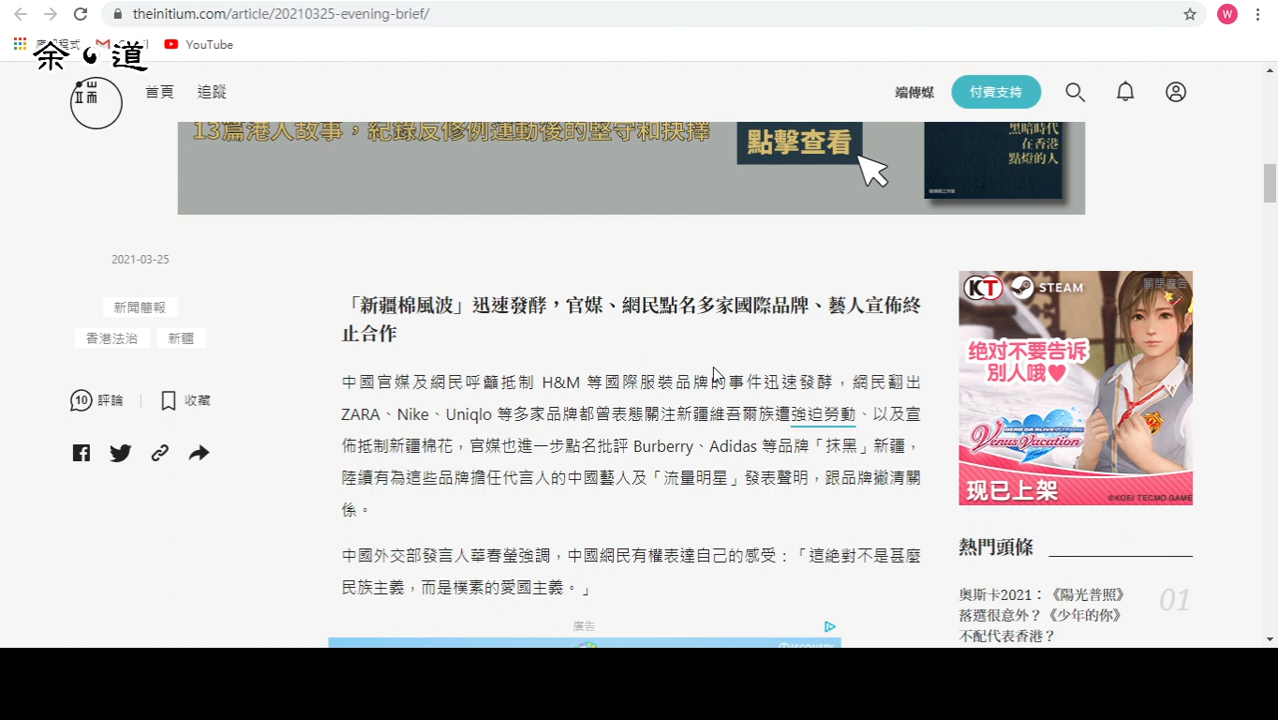 theinitium.com/article/20210325-evening-brief/
W
YouTube
余道
端
首頁 追蹤
端傳媒 付費支持
13篇港人故事，紀錄反修例運動後的堅守和抉擇
點擊查看
黑暗時代
在香港
點燈的人
2021-03-25
新聞簡報
香港法治 新疆
10 評論 收藏
「新疆棉風波」迅速發酵，官媒、網民點名多家國際品牌、藝人宣佈終
止合作
中國官媒及網民呼籲抵制 H&M 等國際服裝品牌的事件迅速發酵，網民翻出
ZARA、Nike、Uniqlo 等多家品牌都曾表態關注新疆維吾爾族遭強迫勞動、以及宣
佈抵制新疆棉花，官媒也進一步點名批評 Burberry、Adidas 等品牌「抹黑」新疆，
陸續有為這些品牌擔任代言人的中國藝人及「流量明星」發表聲明，跟品牌撇清關
係。
中國外交部發言人華春瑩強調，中國網民有權表達自己的感受：「這絕對不是甚麼
民族主義，而是樸素的愛國主義。」
廣告
KT STEAM
關閉廣告
绝对不要告诉
別人哦♥
DEAD OR ALIVE XTREME
Venus Vacation
现已上架
©KOEI TECMO GAME
熱門頭條
奧斯卡2021：《陽光普照》
落選很意外？《少年的你》
不配代表香港？
01